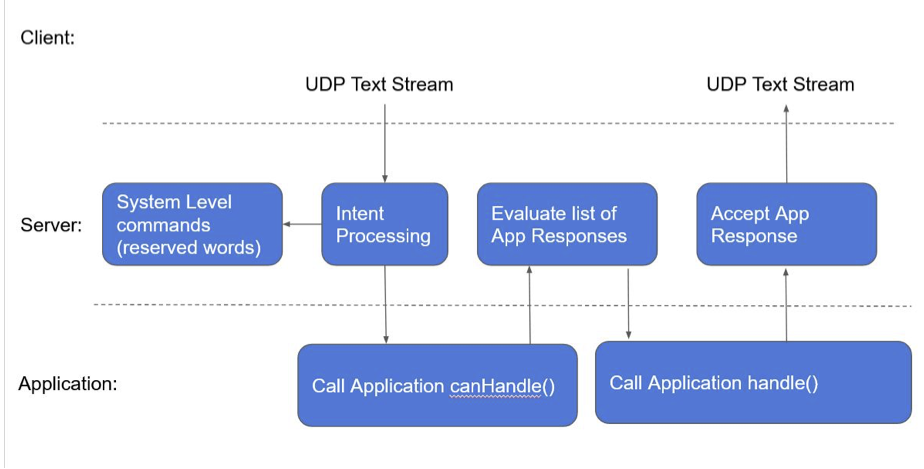 Client:
UDP Text Stream
UDP Text Stream
Server:
System Level
commands
(reserved words)
Intent
Processing
Evaluate list of
App Responses
Accept App
Response
Application:
Call Application canHandle()
Call Application handle()